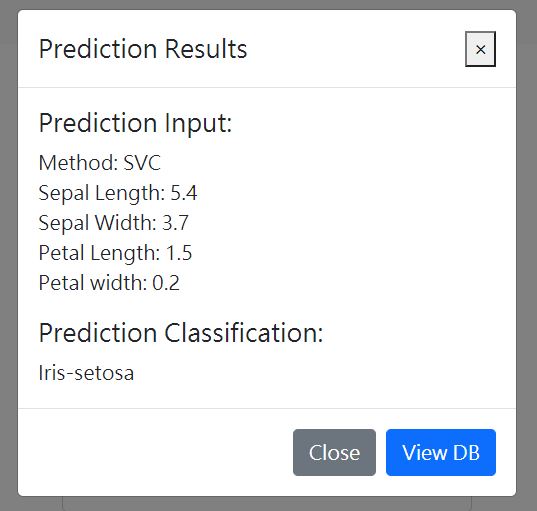 Prediction Results
×
Prediction Input:
Method: SVC
Sepal Length: 5.4
Sepal Width: 3.7
Petal Length: 1.5
Petal width: 0.2
Prediction Classification:
Iris-setosa
Close View DB